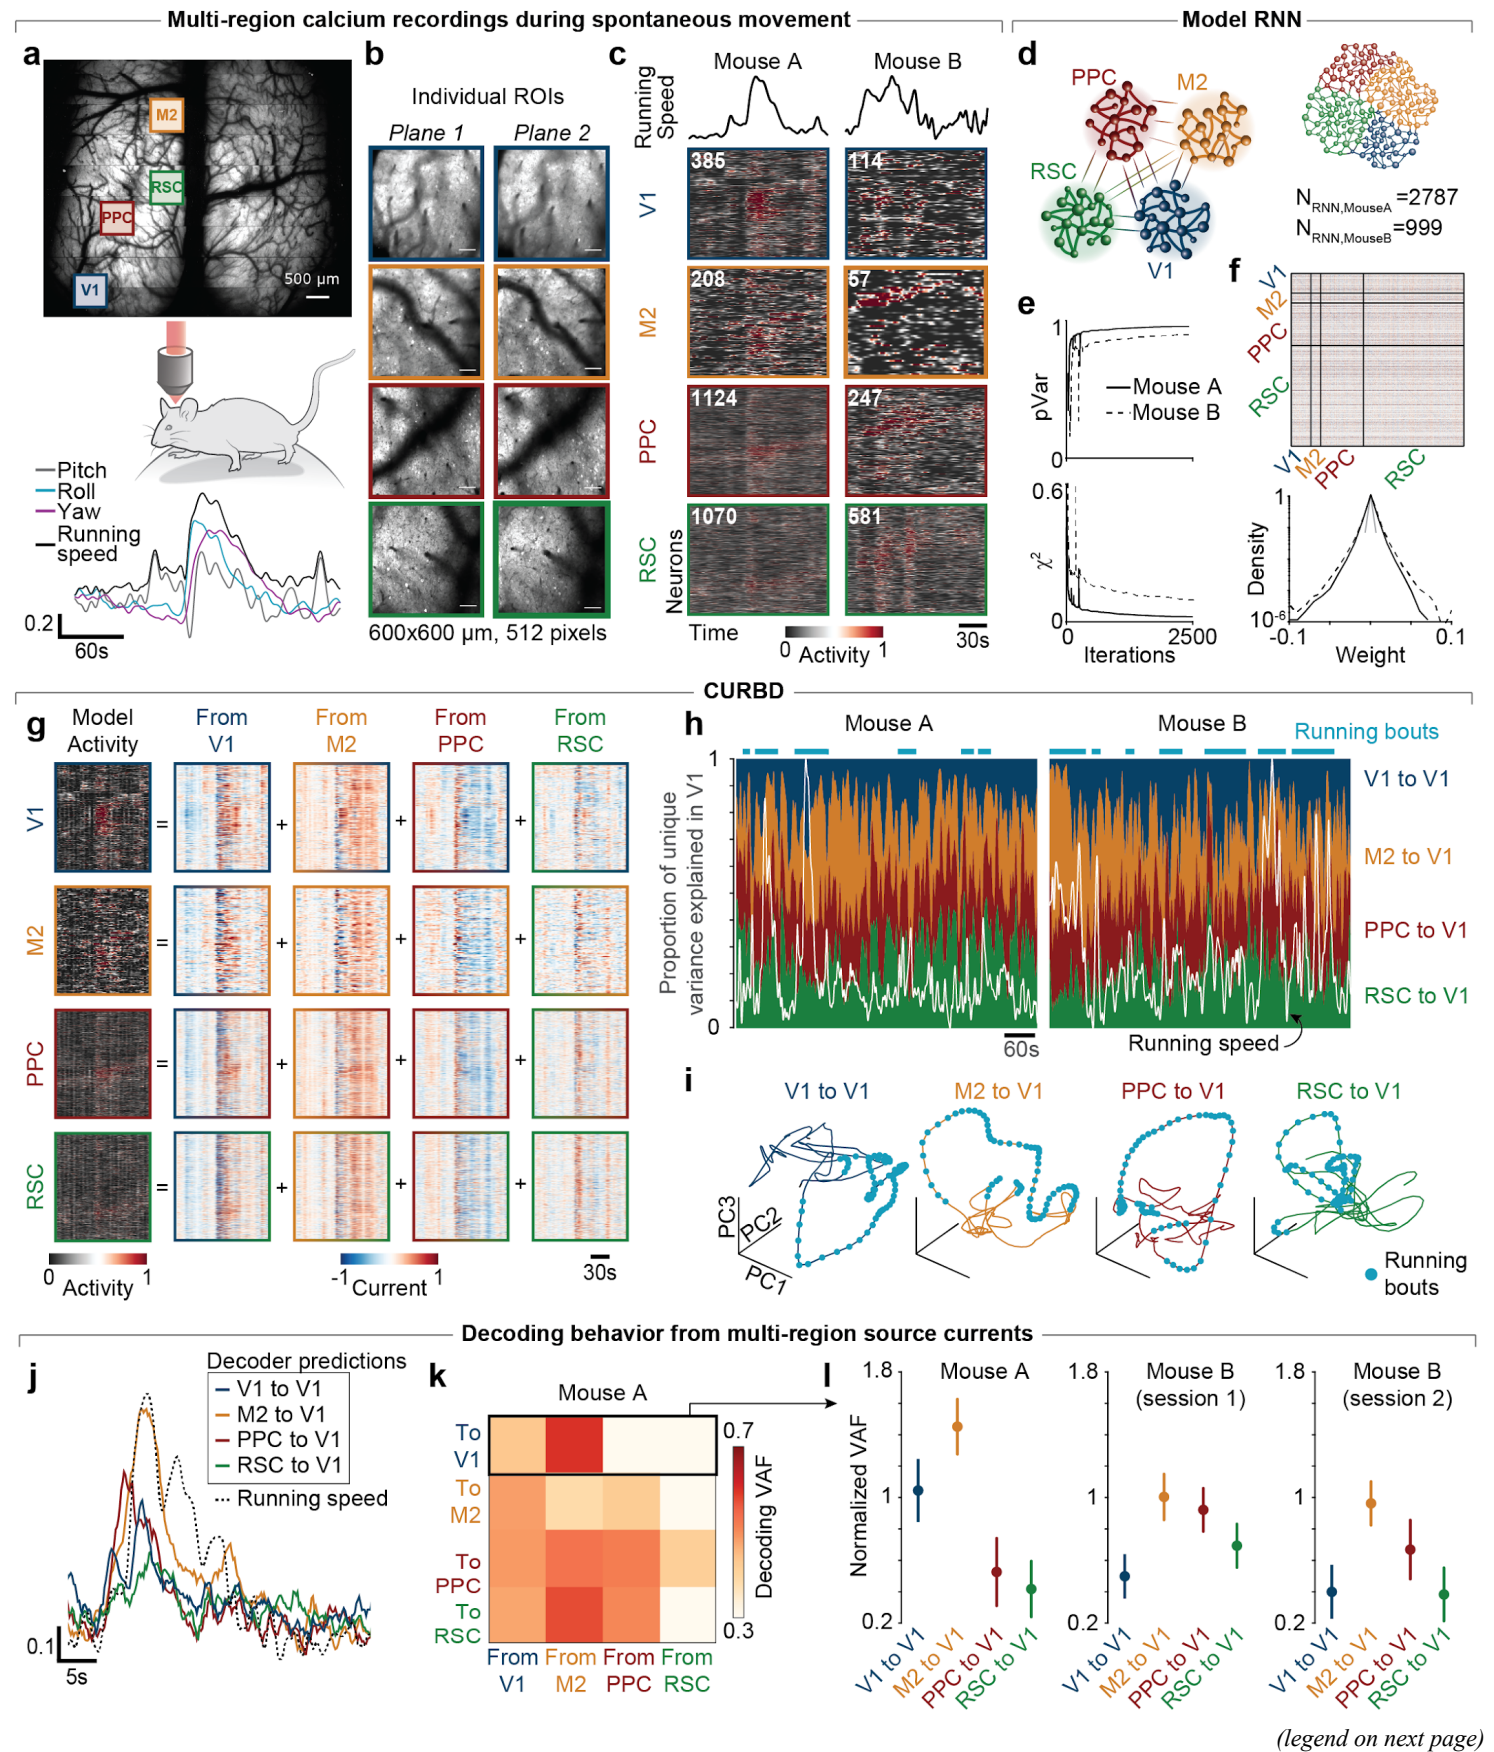 Multi-region calcium recordings during spontaneous movement
Model RNN
a
M2
RSC
PPC
V1
500 µm
Pitch
Roll
Yaw
Running
speed
0.2
60s
b
Individual ROIs
Plane 1
Plane 2
600x600 µm, 512 pixels
c
Mouse A
Mouse B
Running
Speed
V1
385
114
M2
208
57
PPC
1124
247
RSC
1070
581
Neurons
Time
0
1
Activity
30s
d
PPC
M2
RSC
V1
N RNN,MouseA =2787
N RNN,MouseB =999
e
1
pVar
0
Mouse A
Mouse B
0.6
χ²
0
0
2500
Iterations
f
V1
M2
PPC
RSC
V1
M2
PPC
RSC
1
Density
10-6
-0.1
0.1
Weight
CURBD
g
Model
Activity
From
V1
From
M2
From
PPC
From
RSC
V1
=
+
+
+
M2
=
+
+
+
PPC
=
+
+
+
RSC
=
+
+
+
0
1
Activity
-1
1
Current
30s
h
Mouse A
Mouse B
Running bouts
1
Proportion of unique
variance explained in V1
0
V1 to V1
M2 to V1
PPC to V1
RSC to V1
60s
Running speed
i
V1 to V1
M2 to V1
PPC to V1
RSC to V1
PC3
PC2
PC1
Running
bouts
Decoding behavior from multi-region source currents
j
Decoder predictions
V1 to V1
M2 to V1
PPC to V1
RSC to V1
Running speed
0.1
5s
k
Mouse A
To
V1
To
M2
To
PPC
To
RSC
From
V1
From
M2
From
PPC
From
RSC
0.7
Decoding VAF
0.3
l
Mouse A
1.8
1
0.2
Normalized VAF
V1 to V1
M2 to V1
PPC to V1
RSC to V1
Mouse B
(session 1)
1.8
1
0.2
V1 to V1
M2 to V1
PPC to V1
RSC to V1
Mouse B
(session 2)
1.8
1
0.2
V1 to V1
M2 to V1
PPC to V1
RSC to V1
(legend on next page)